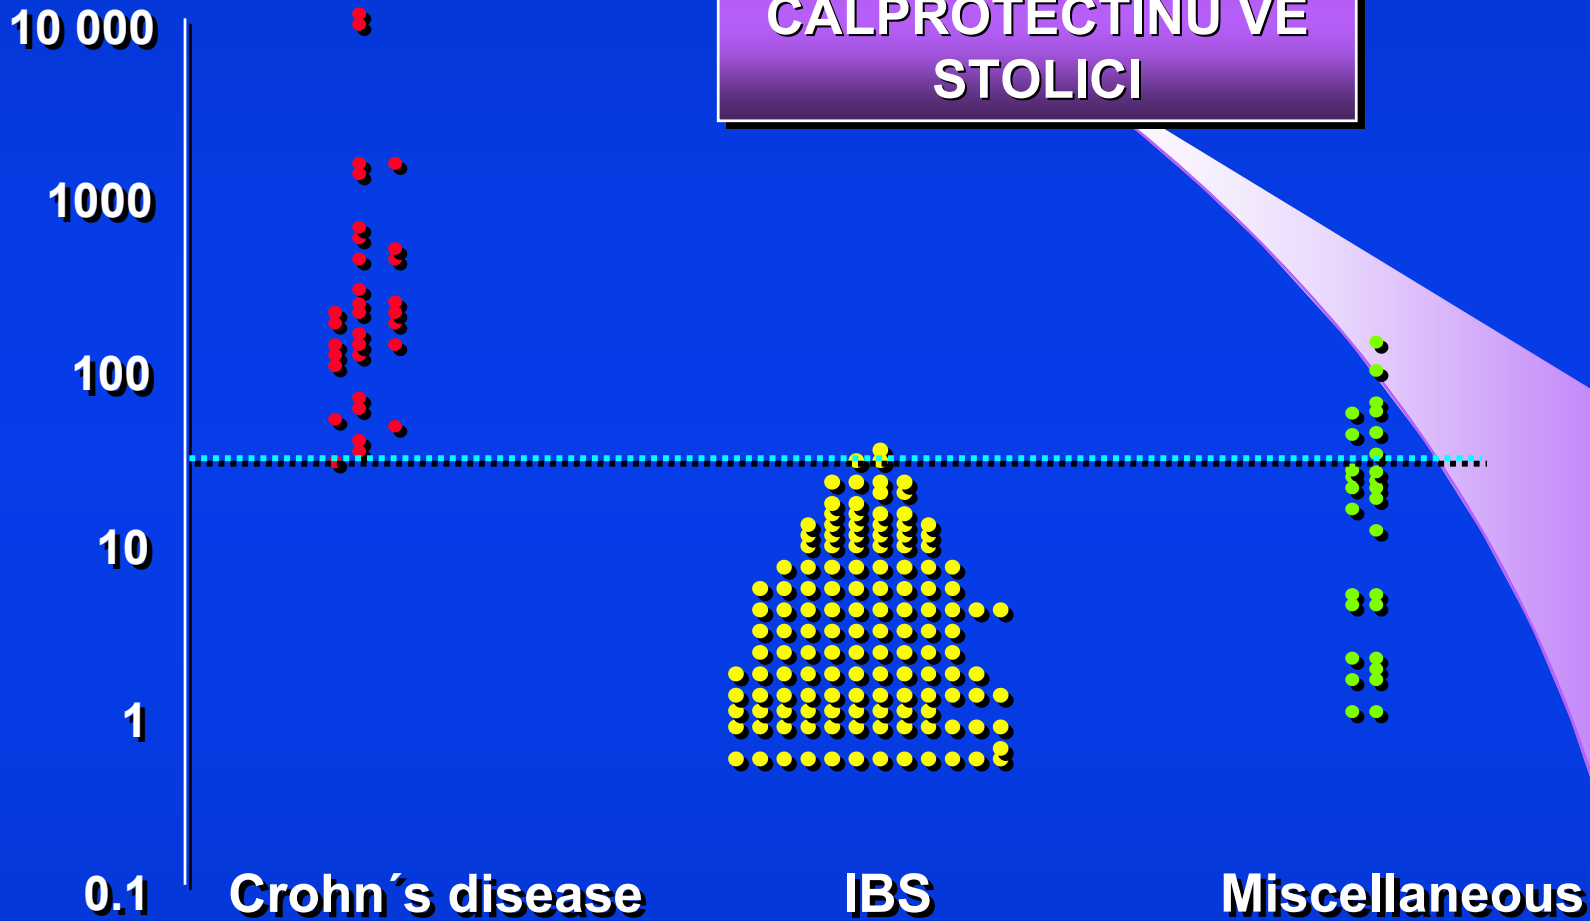 CALPROTECTINU VE
STOLICI
10 000
1000
100
10
1
0.1
Crohn´s disease
IBS
Miscellaneous